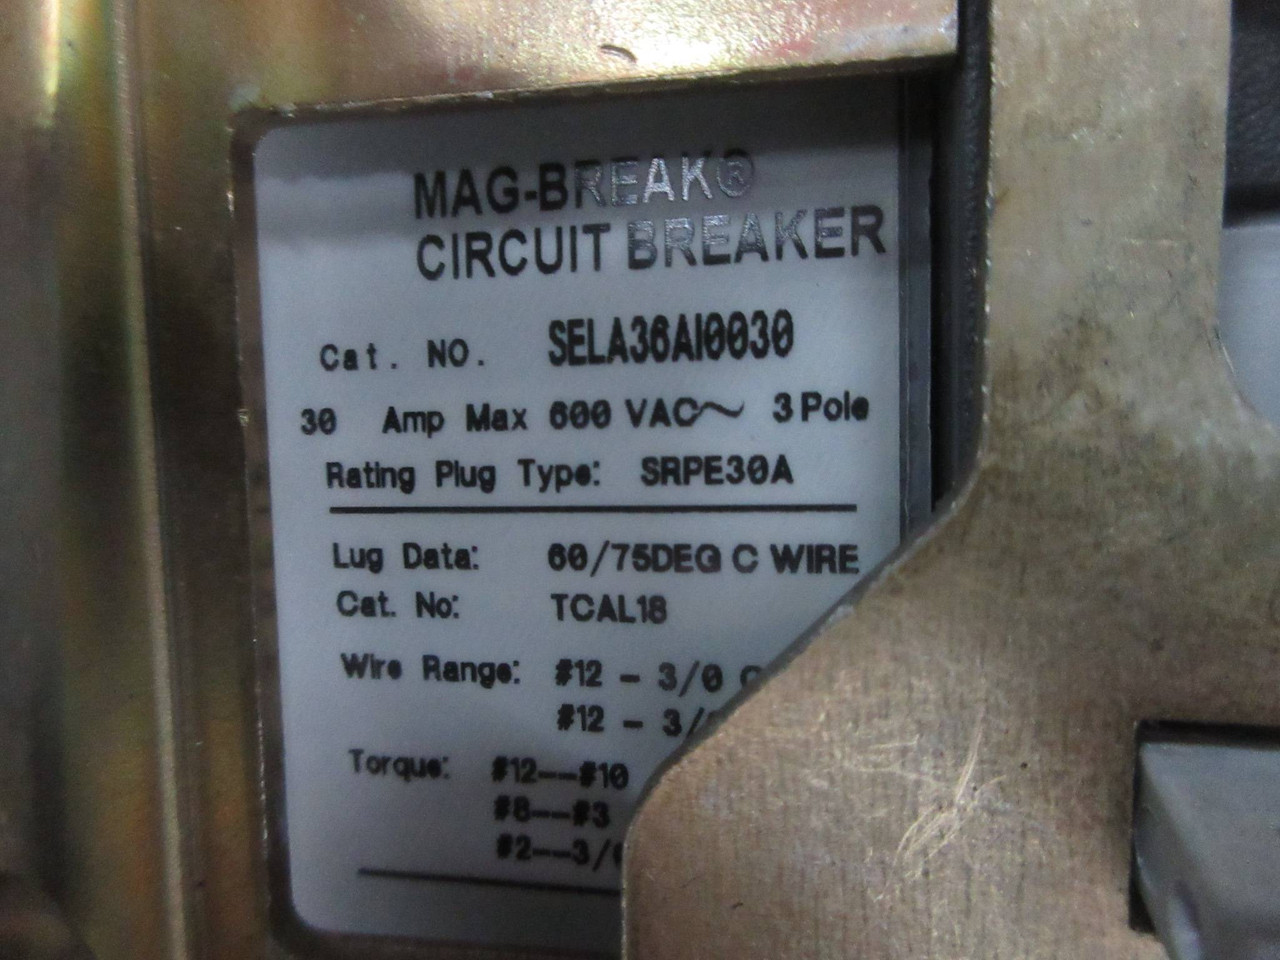 MAG-BREAK®
CIRCUIT BREAKER
Cat. NO. SELA36AI0030
30 Amp Max 600 VAC~ 3 Pole
Rating Plug Type: SRPE30A
Lug Data: 60/75DEG C WIRE
Cat. No: TCAL18
Wire Range: #12 - 3/0
#12 - 3/
Torque: #12--#10
#8--#3
#2--3/